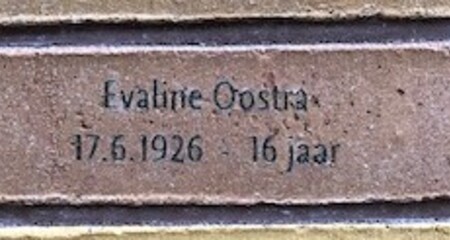 Evaline Oostra
17.6.1926 - 16 jaar